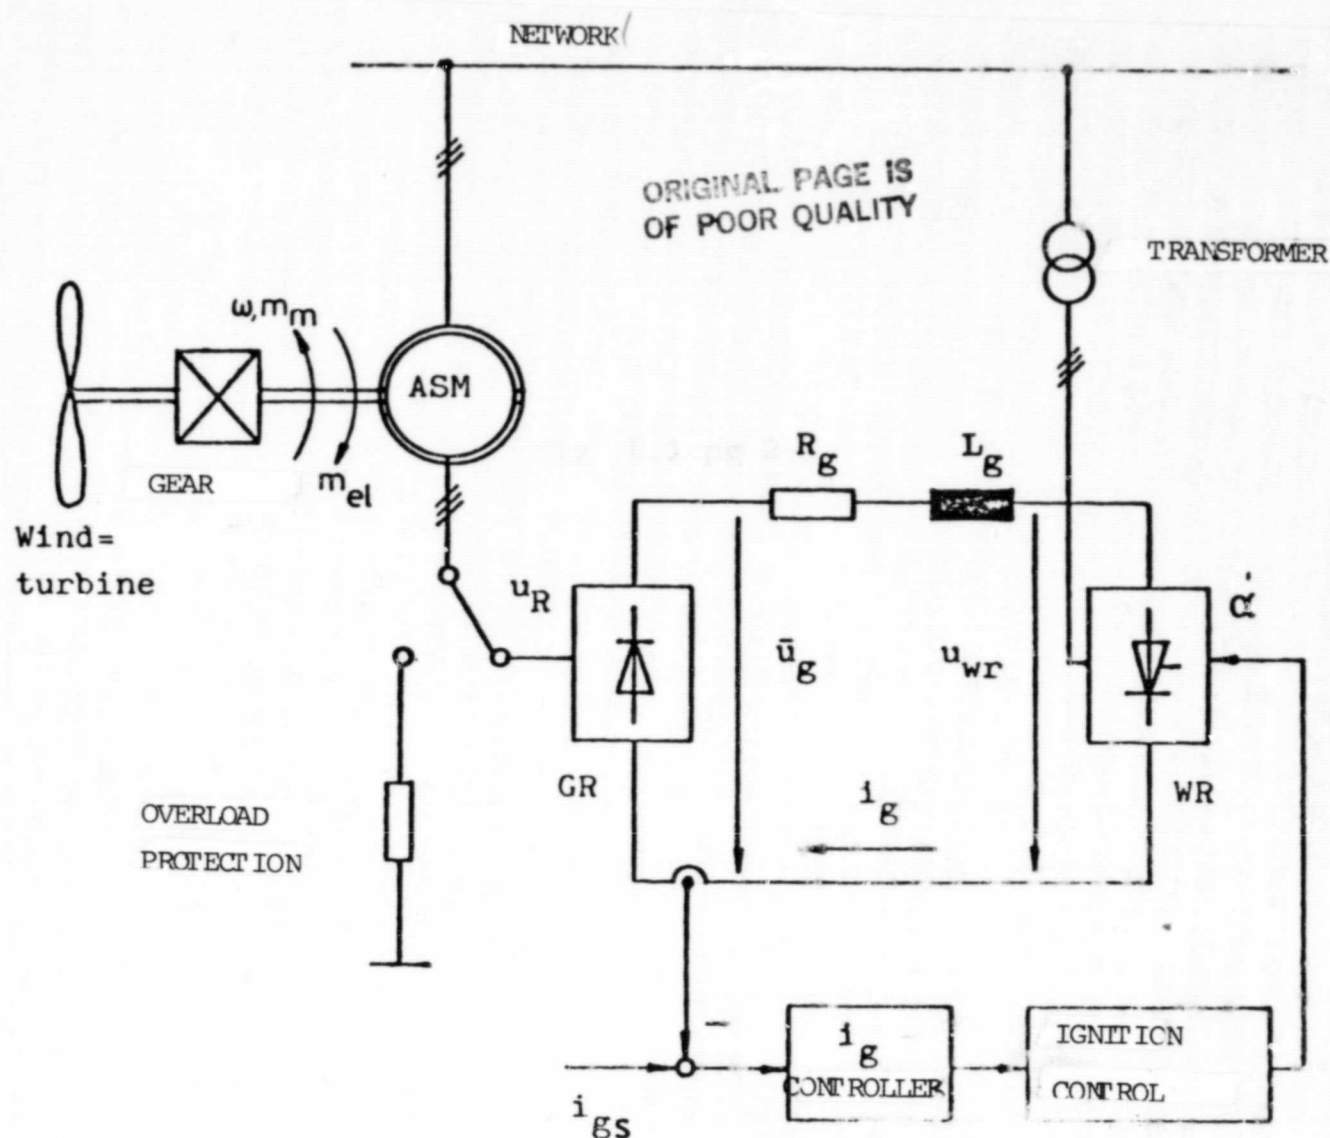 NETWORK
ORIGINAL PAGE IS
OF POOR QUALITY
TRANSFORMER
ω, m_m
ASM
GEAR
m_el
R_g
L_g
Wind=
turbine
u_R
α'
ū_g
u_wr
GR
i_g
WR
OVERLOAD
PROTECTION
−
i_g
CONTROLLER
IGNITION
CONTROL
i_gs